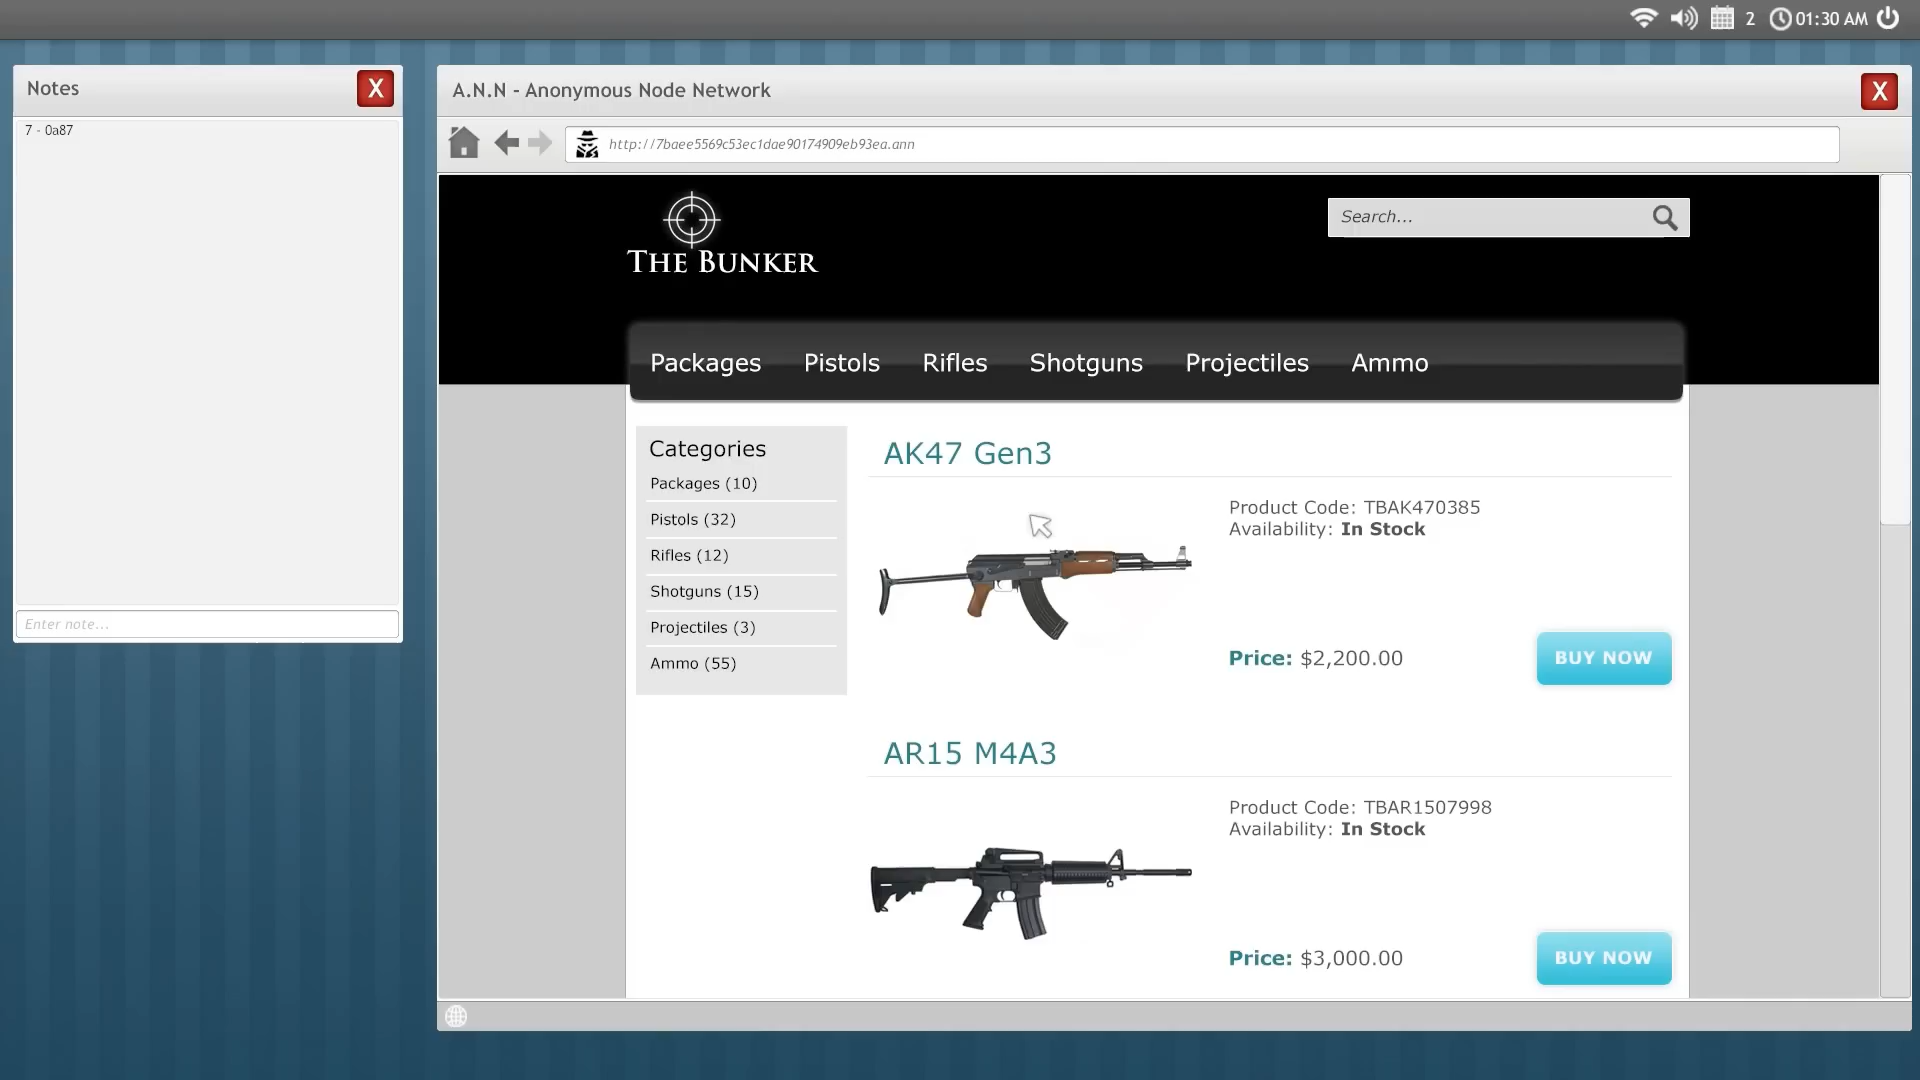 2 01:30 AM
Notes X
7 - 0a87
Enter note...
A.N.N - Anonymous Node Network X
http://7baee5569c53ec1dae90174909eb93ea.ann
THE BUNKER
Search...
Packages Pistols Rifles Shotguns Projectiles Ammo
Categories
Packages (10)
Pistols (32)
Rifles (12)
Shotguns (15)
Projectiles (3)
Ammo (55)
AK47 Gen3
Product Code: TBAK470385
Availability: In Stock
Price: $2,200.00
BUY NOW
AR15 M4A3
Product Code: TBAR1507998
Availability: In Stock
Price: $3,000.00
BUY NOW